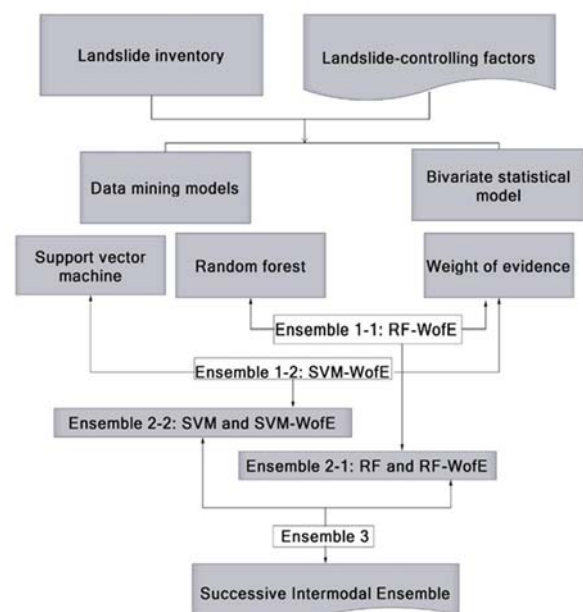 Landslide inventory
Landslide-controlling factors
Data mining models
Bivariate statistical
model
Support vector
machine
Random forest
Weight of evidence
Ensemble 1-1: RF-WofE
Ensemble 1-2: SVM-WofE
Ensemble 2-2: SVM and SVM-WofE
Ensemble 2-1: RF and RF-WofE
Ensemble 3
Successive Intermodal Ensemble